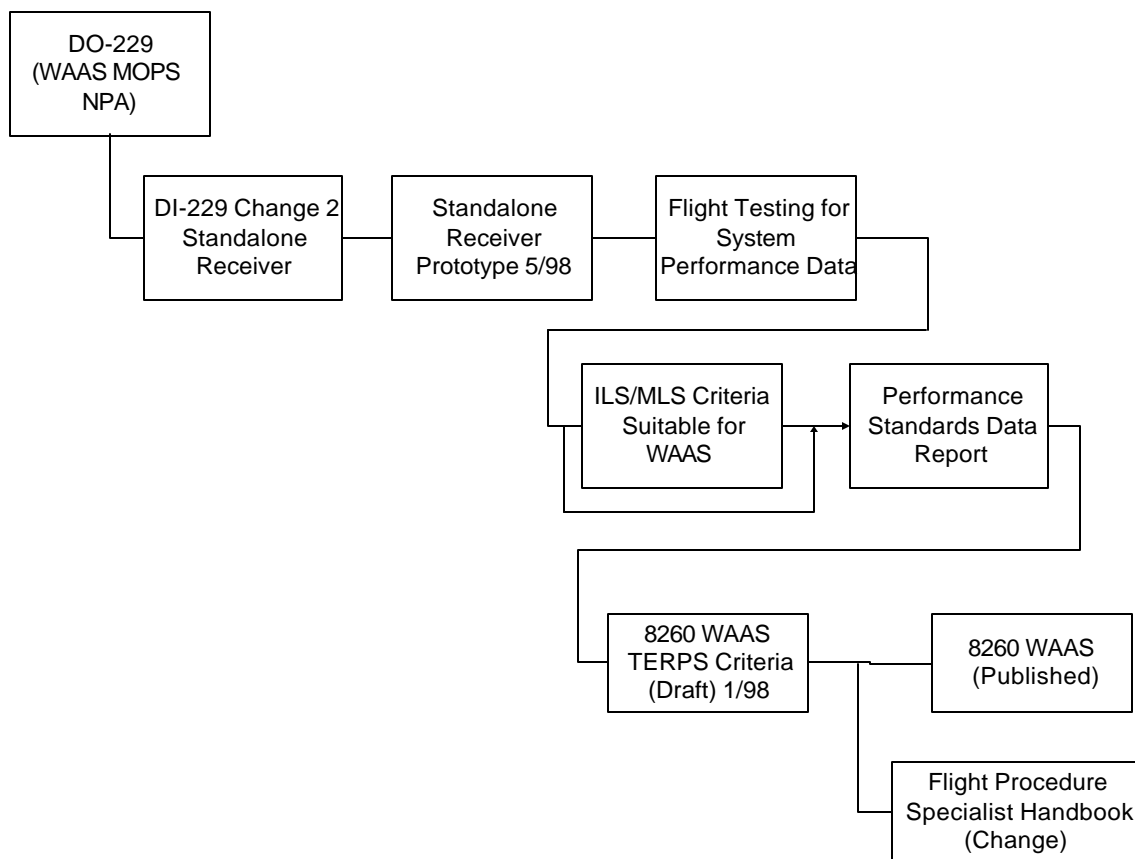 DO-229
(WAAS MOPS
NPA)
DI-229 Change 2
Standalone
Receiver
Standalone
Receiver
Prototype 5/98
Flight Testing for
System
Performance Data
ILS/MLS Criteria
Suitable for
WAAS
Performance
Standards Data
Report
8260 WAAS
TERPS Criteria
(Draft) 1/98
8260 WAAS
(Published)
Flight Procedure
Specialist Handbook
(Change)